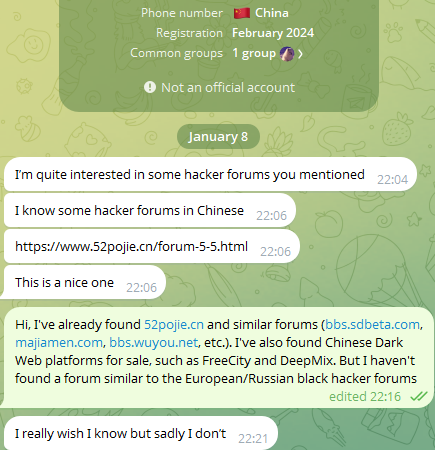 Phone number 🇨🇳 China
Registration February 2024
Common groups 1 group
Not an official account
January 8
I'm quite interested in some hacker forums you mentioned 22:04
I know some hacker forums in Chinese 22:06
https://www.52pojie.cn/forum-5-5.html 22:06
This is a nice one 22:06
Hi, I've already found 52pojie.cn and similar forums (bbs.sdbeta.com,
majiamen.com, bbs.wuyou.net, etc.). I've also found Chinese Dark
Web platforms for sale, such as FreeCity and DeepMix. But I haven't
found a forum similar to the European/Russian black hacker forums
edited 22:16
I really wish I know but sadly I don't 22:21